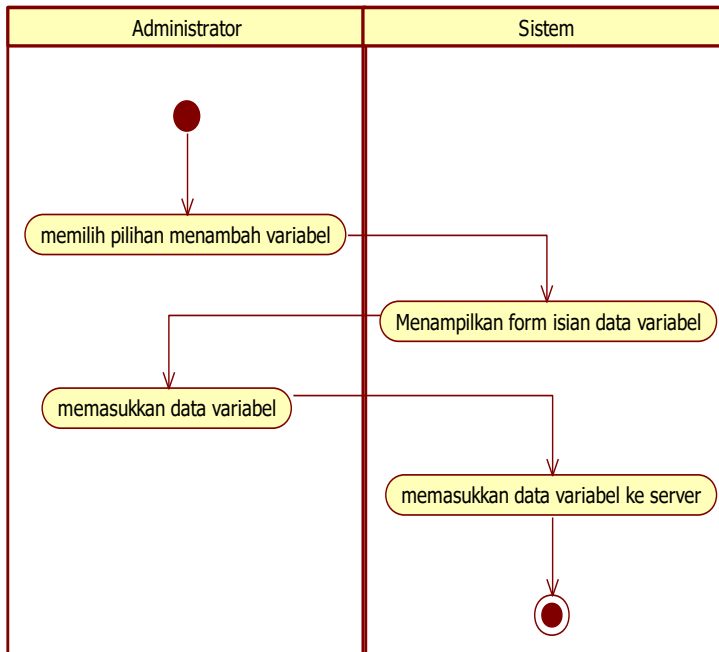 Administrator
Sistem
memilih pilihan menambah variabel
Menampilkan form isian data variabel
memasukkan data variabel
memasukkan data variabel ke server